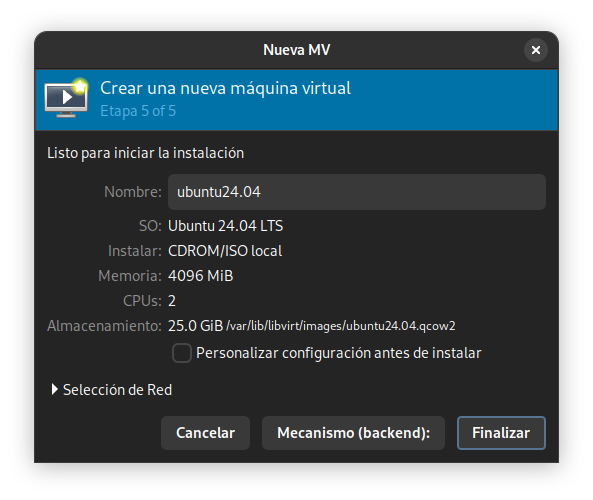 Nueva MV
Crear una nueva máquina virtual
Etapa 5 of 5
Listo para iniciar la instalación
Nombre: ubuntu24.04
SO: Ubuntu 24.04 LTS
Instalar: CDROM/ISO local
Memoria: 4096 MiB
CPUs: 2
Almacenamiento: 25.0 GiB /var/lib/libvirt/images/ubuntu24.04.qcow2
Personalizar configuración antes de instalar
Selección de Red
Cancelar Mecanismo (backend): Finalizar